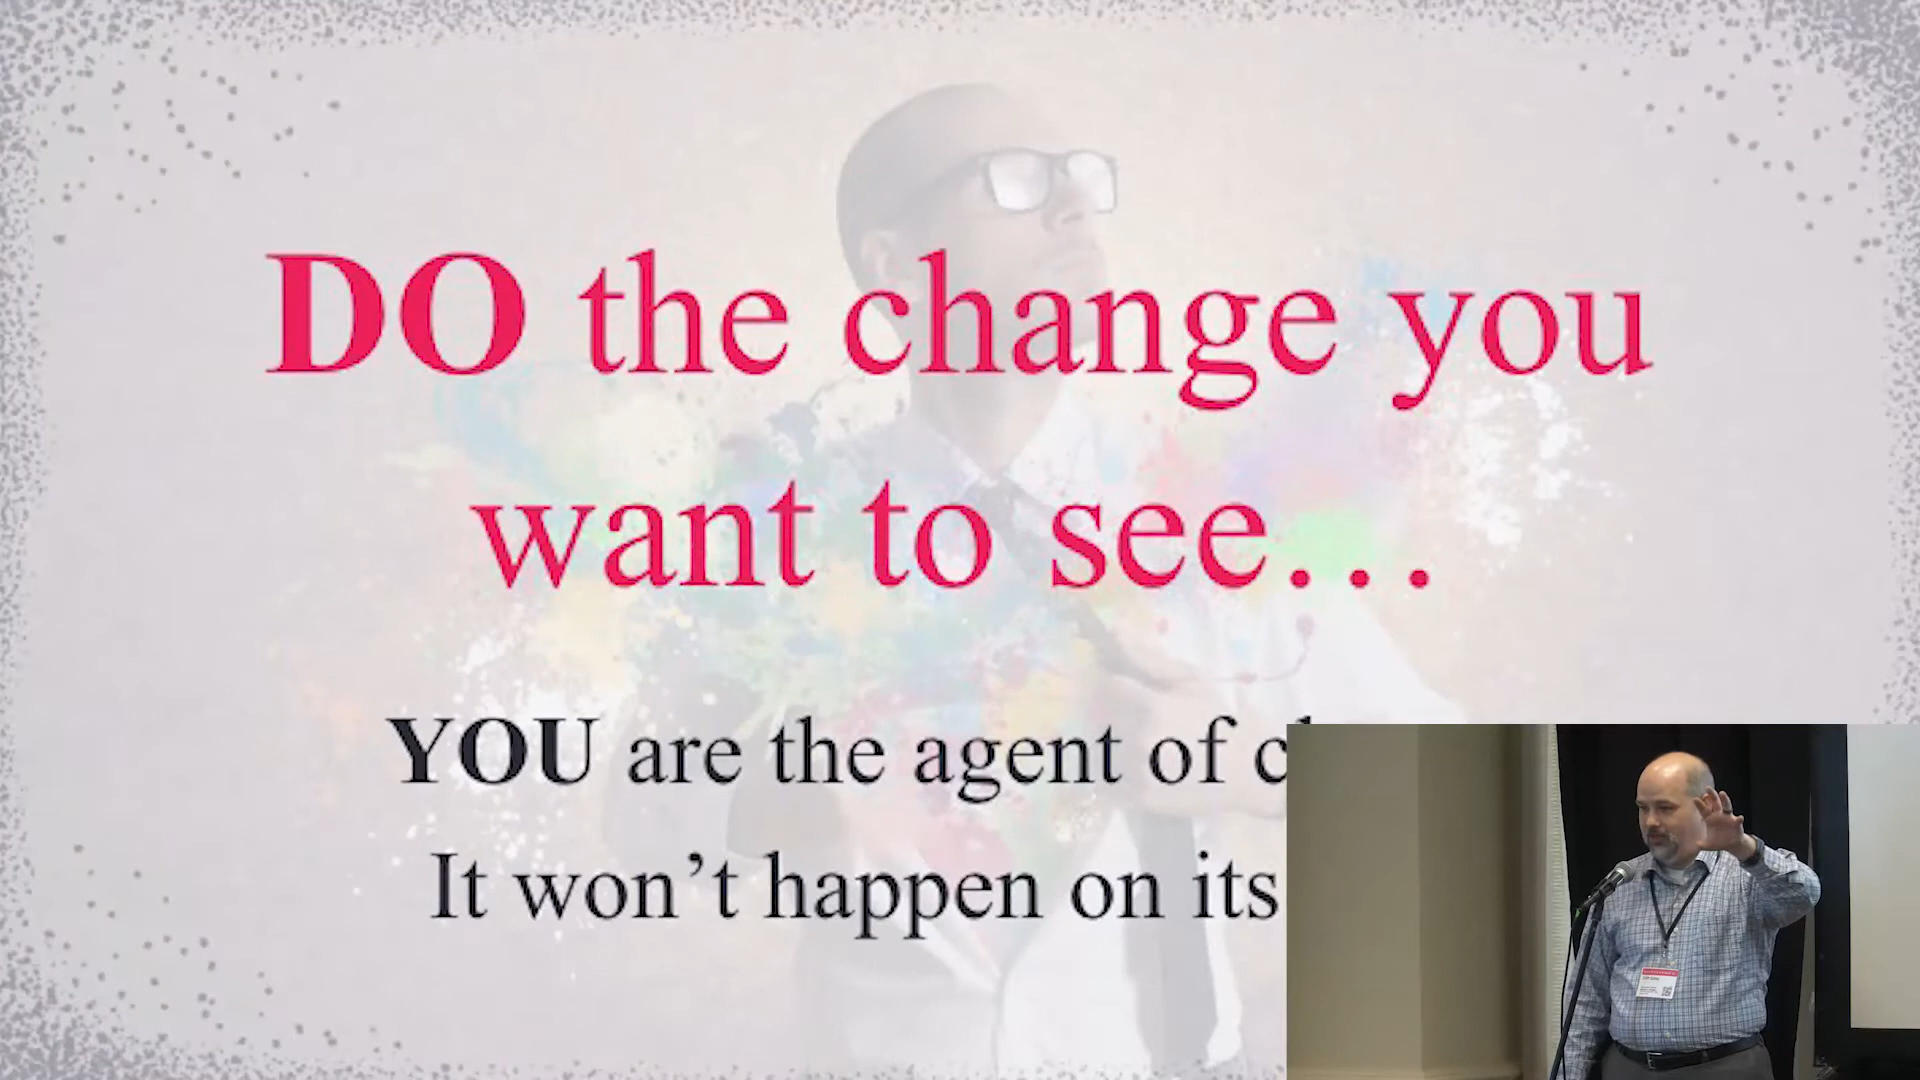 DO the change you
want to see…
YOU are the agent of
It won’t happen on its